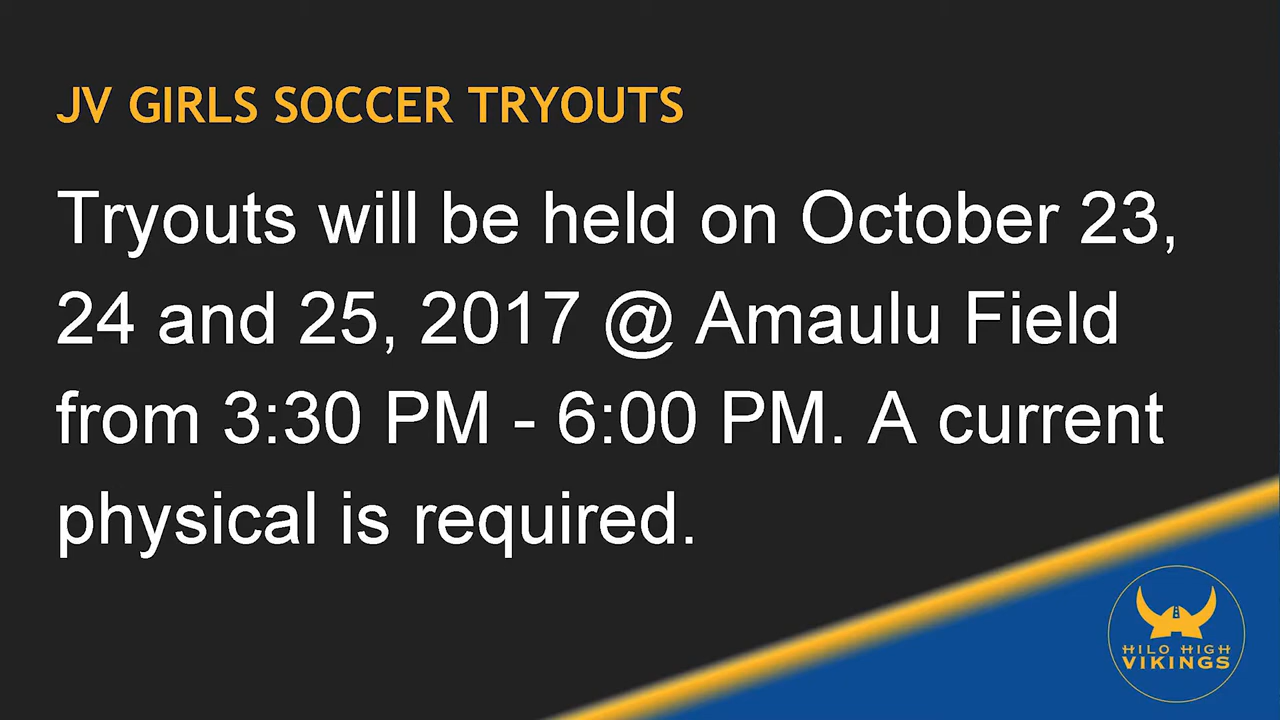 JV GIRLS SOCCER TRYOUTS
Tryouts will be held on October 23,
24 and 25, 2017 @ Amaulu Field
from 3:30 PM - 6:00 PM. A current
physical is required.
HILO HIGH
VIKINGS